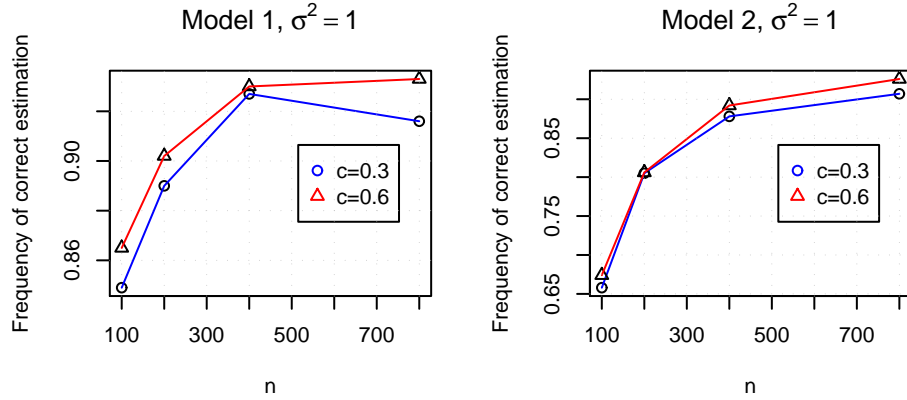 Model 1, σ² = 1
Frequency of correct estimation
0.86
0.90
100
300
500
700
n
c=0.3
c=0.6
Model 2, σ² = 1
Frequency of correct estimation
0.65
0.75
0.85
100
300
500
700
n
c=0.3
c=0.6